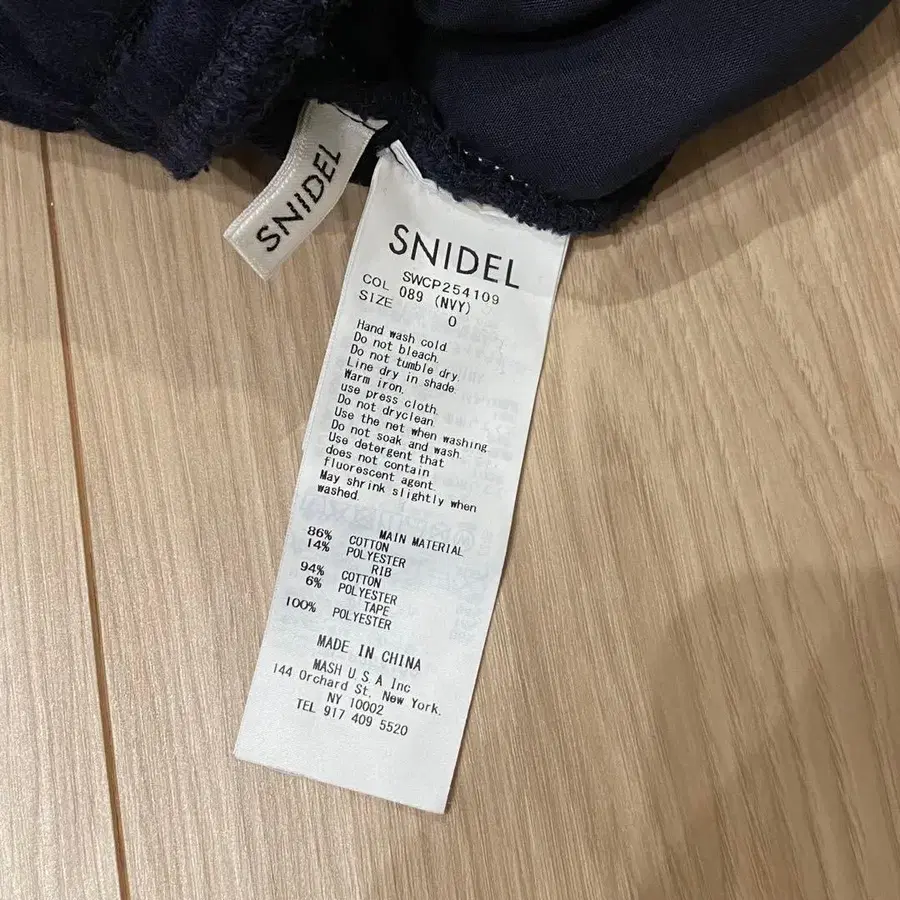 SNIDEL
SNIDEL
SWCP254109
COL 089 (NVY)
SIZE 0
Hand wash cold
Do not bleach.
Do not tumble dry.
Line dry in shade.
Warm iron.
use press cloth.
Do not dryclean.
Use the net when washing.
Do not soak and wash.
Use detergent that
does not contain
fluorescent agent.
May shrink slightly when
washed.
MAIN MATERIAL
86% COTTON
14% POLYESTER
RIB
94% COTTON
6% POLYESTER
TAPE
100% POLYESTER
MADE IN CHINA
MASH U S A Inc
144 Orchard St, New York.
NY 10002
TEL 917 409 5520